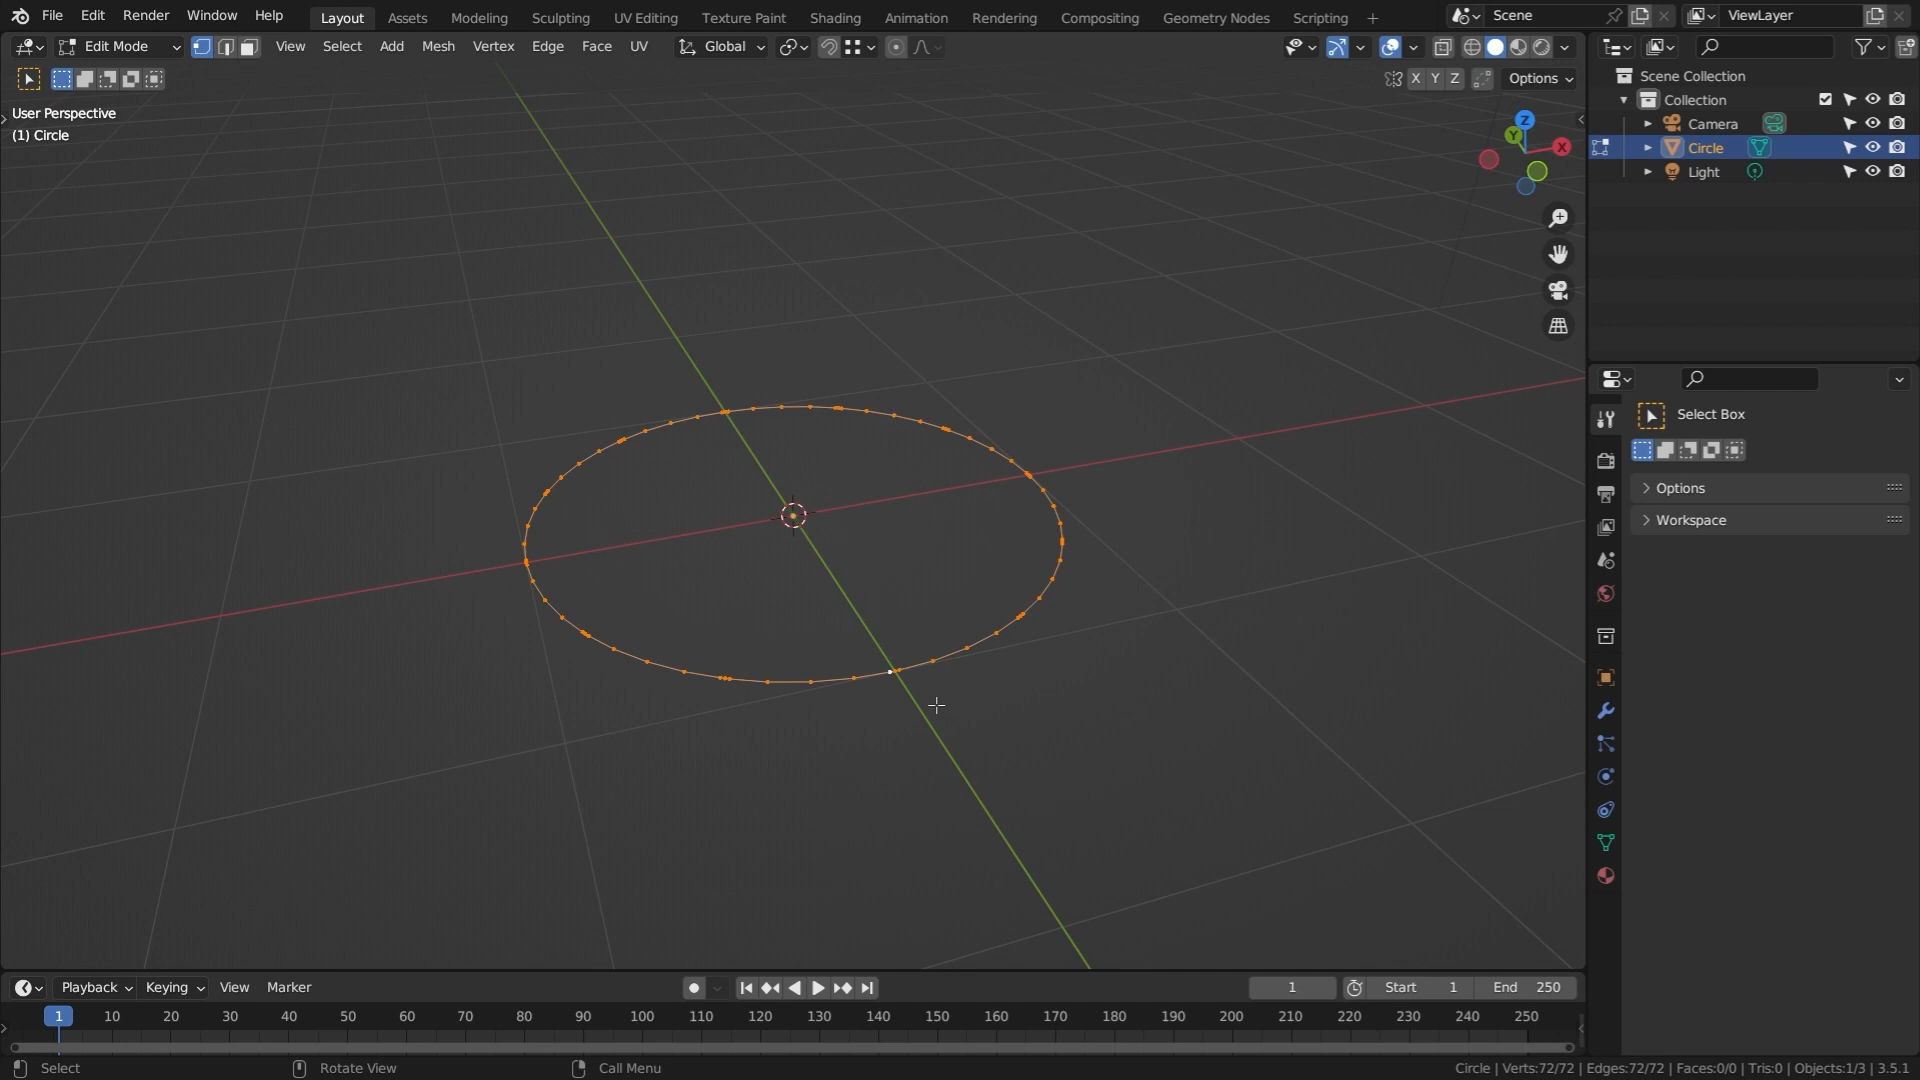 File Edit Render Window Help Layout Assets Modeling Sculpting UV Editing Texture Paint Shading Animation Rendering Compositing Geometry Nodes Scripting + Scene ViewLayer
Edit Mode View Select Add Mesh Vertex Edge Face UV Global
X Y Z Options
User Perspective
(1) Circle
Z
Y
X
Scene Collection
Collection
Camera
Circle
Light
Select Box
Options
Workspace
Playback Keying View Marker 1 Start 1 End 250
1 10 20 30 40 50 60 70 80 90 100 110 120 130 140 150 160 170 180 190 200 210 220 230 240 250
Select Rotate View Call Menu Circle | Verts:72/72 | Edges:72/72 | Faces:0/0 | Tris:0 | Objects:1/3 | 3.5.1